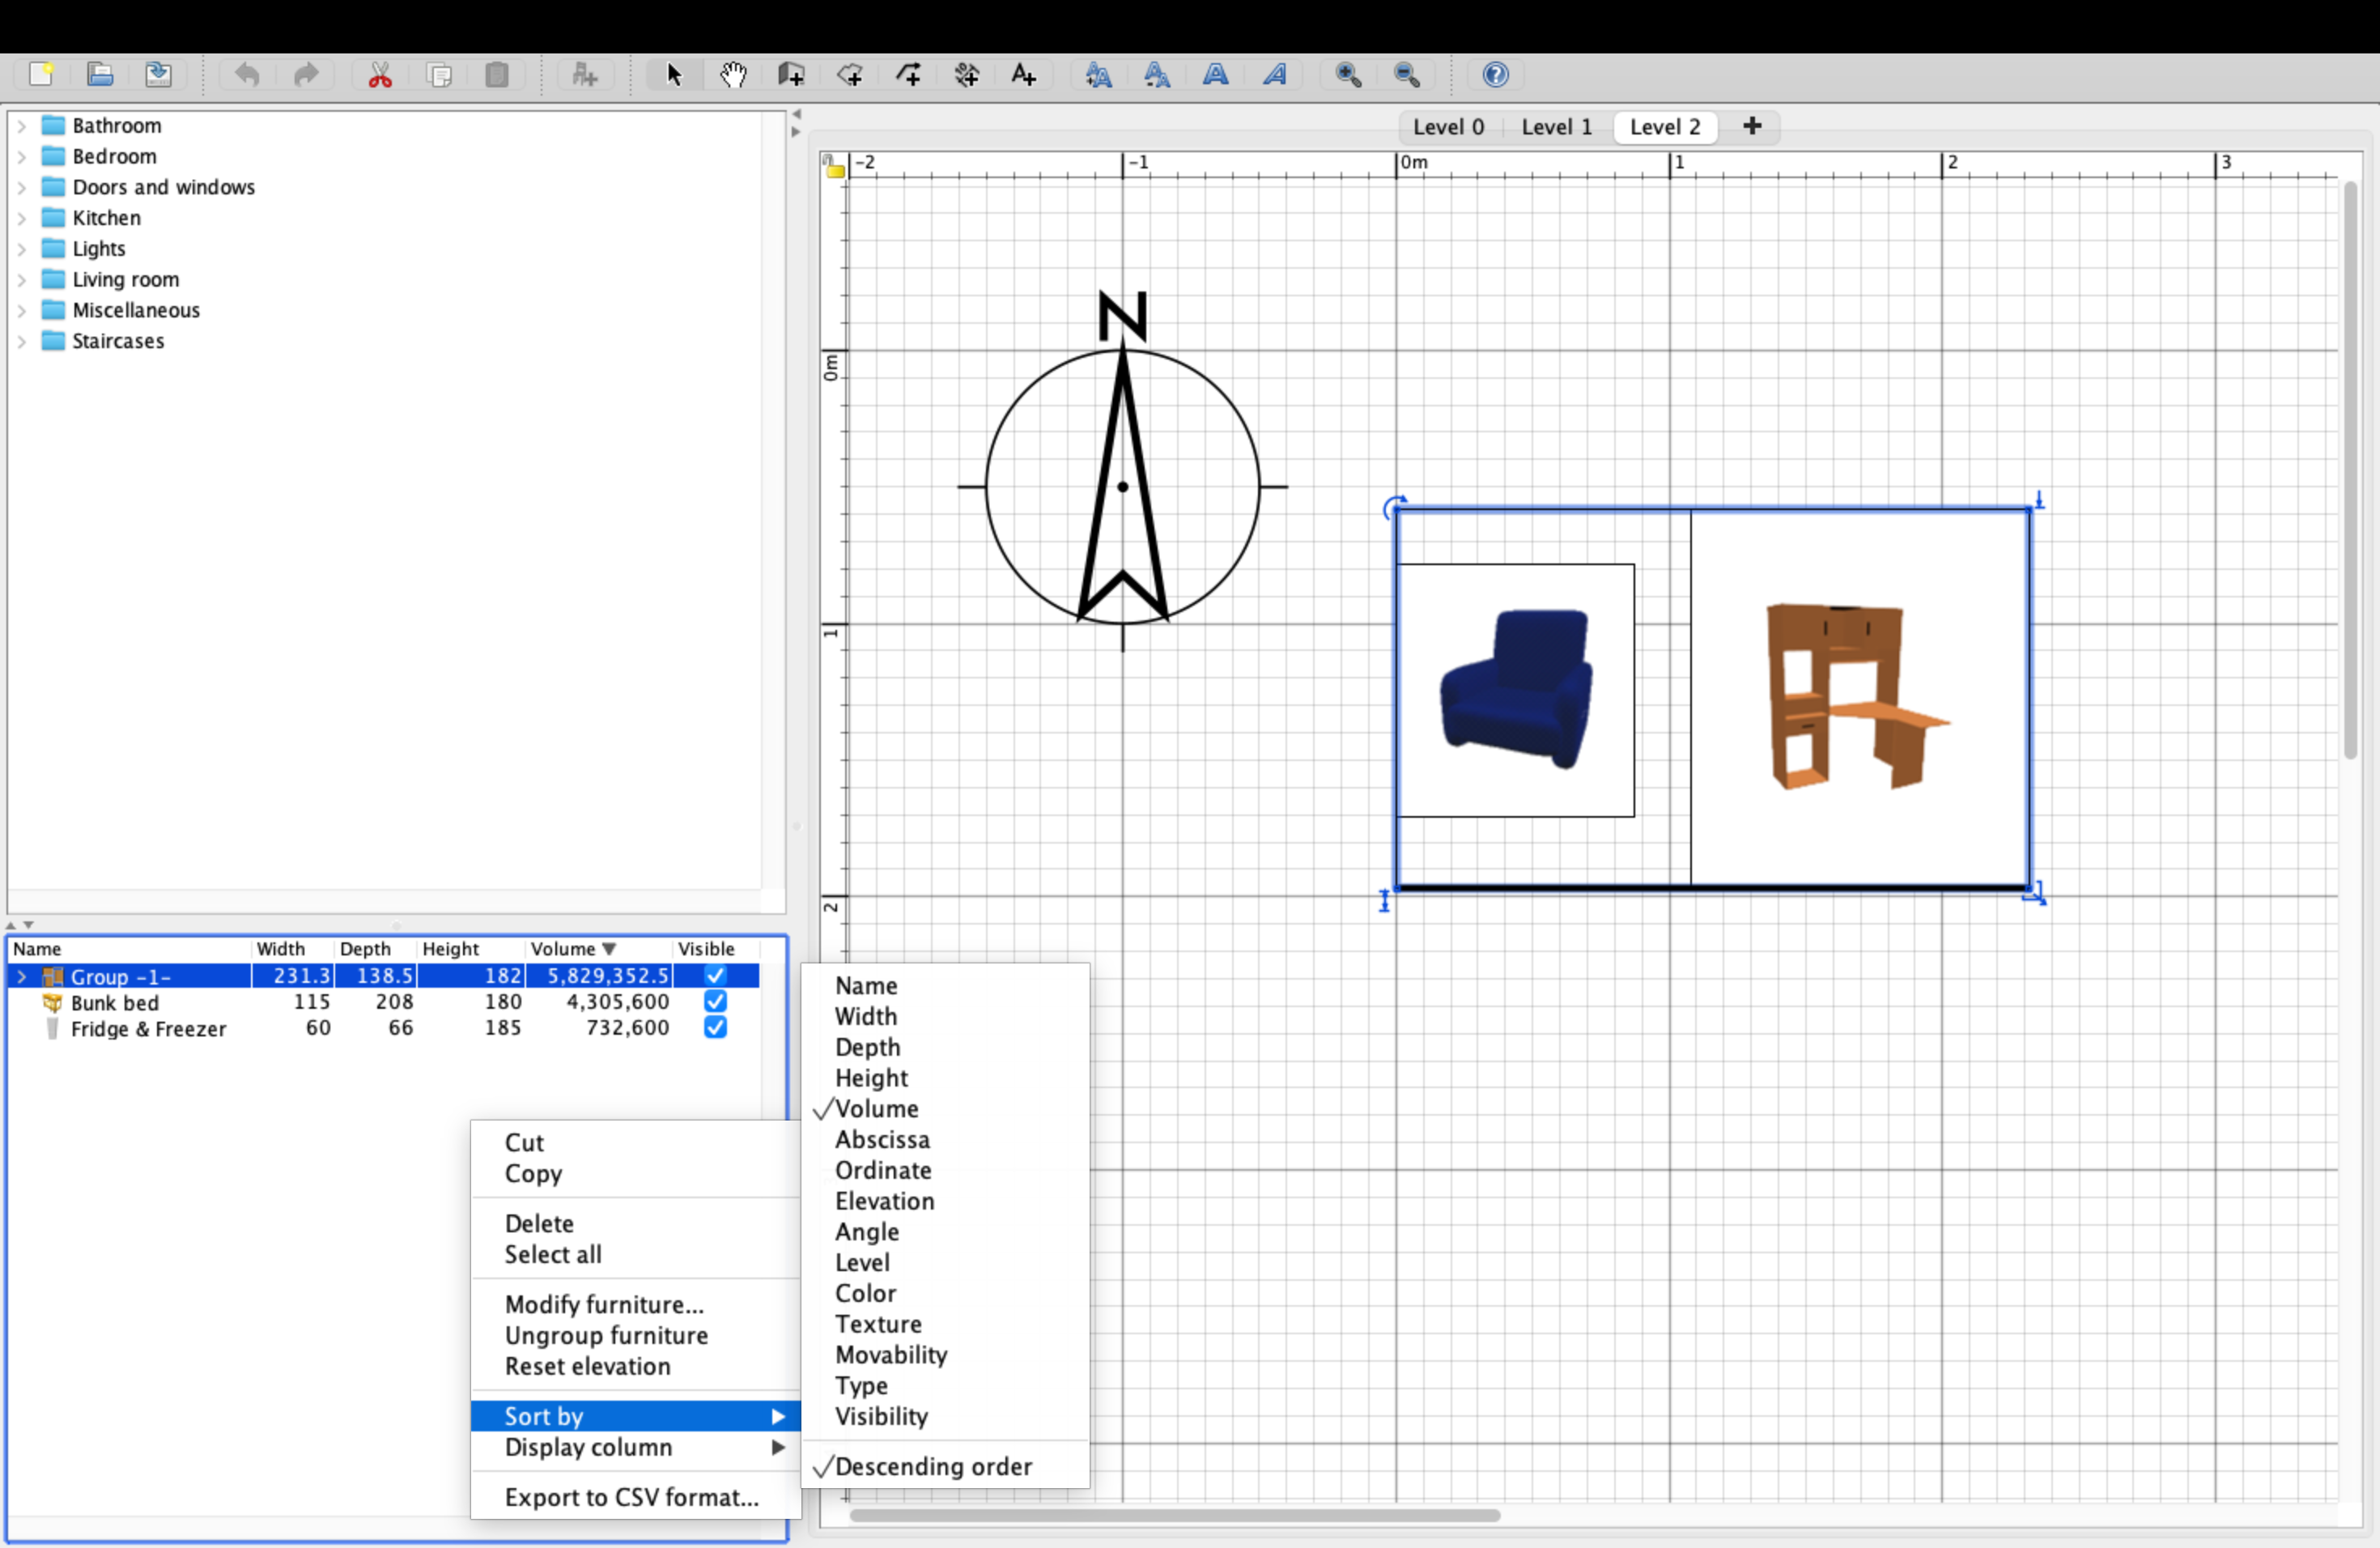 Bathroom
Bedroom
Doors and windows
Kitchen
Lights
Living room
Miscellaneous
Staircases
Level 0 Level 1 Level 2 +
-2 -1 0m 1 2 3
0m
1
2
N
Name Width Depth Height Volume Visible
Group -1- 231.3 138.5 182 5,829,352.5
Bunk bed 115 208 180 4,305,600
Fridge & Freezer 60 66 185 732,600
Cut
Copy
Delete
Select all
Modify furniture...
Ungroup furniture
Reset elevation
Sort by
Display column
Export to CSV format...
Name
Width
Depth
Height
Volume
Abscissa
Ordinate
Elevation
Angle
Level
Color
Texture
Movability
Type
Visibility
Descending order